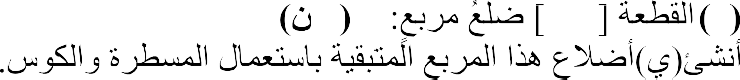 (  ) القطعة [       ] ضلعُ مربعٍ:    (   ن)
أنشئ(ي)أضلاع هذا المربع المتبقية باستعمال المسطرة والكوس.